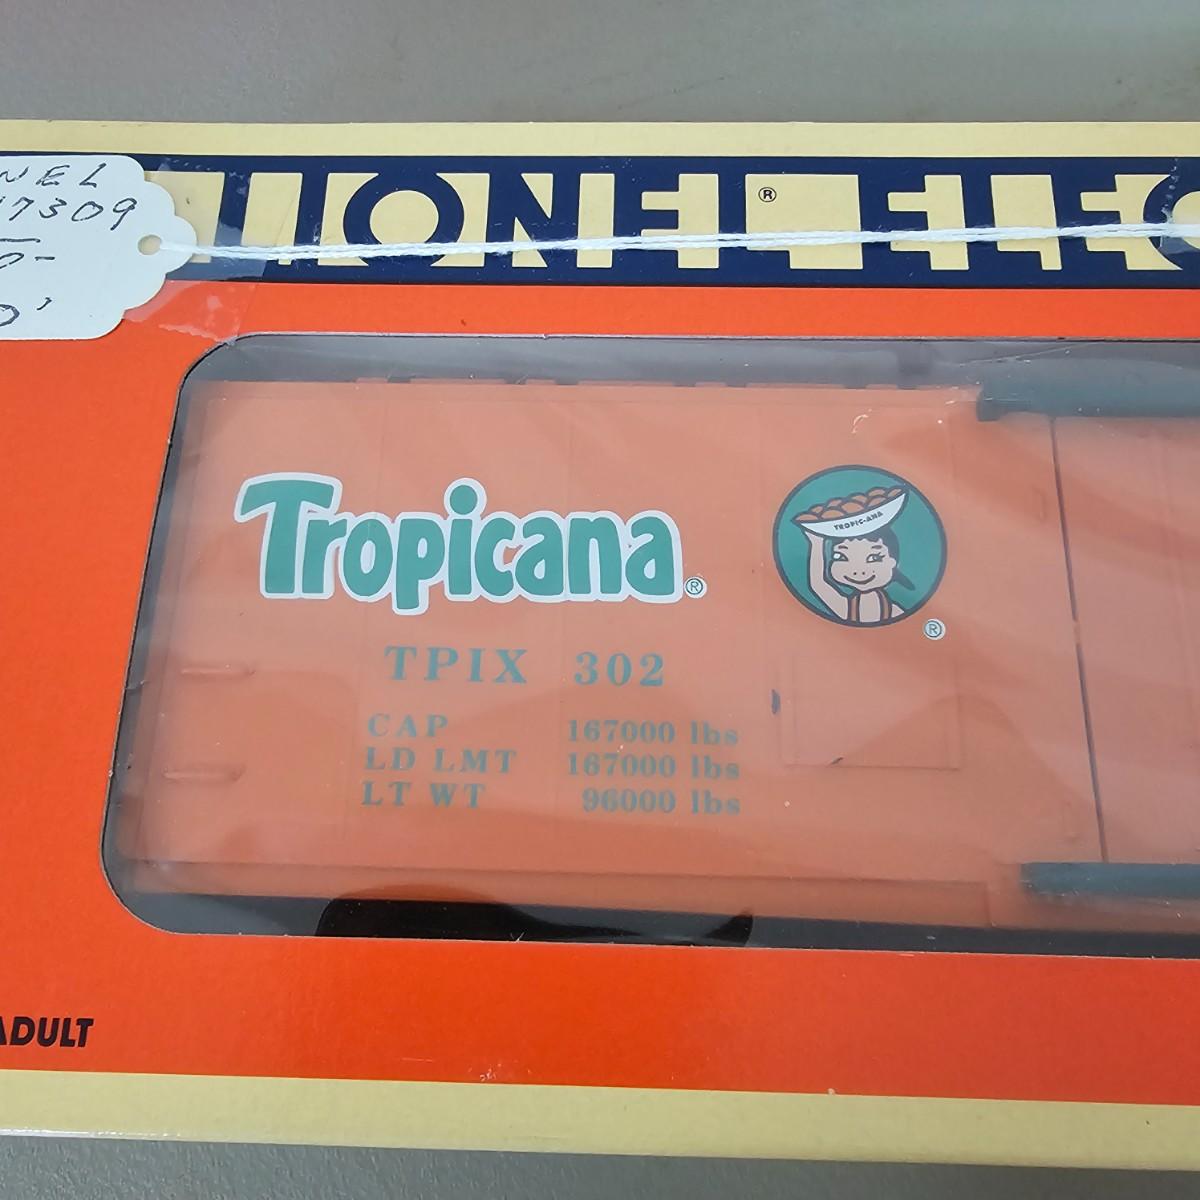 NEL
17309
LIONEL® LIONEL
Tropicana®
TROPIC-ANA
®
TPIX 302
CAP 167000 lbs
LD LMT 167000 lbs
LT WT 96000 lbs
ADULT